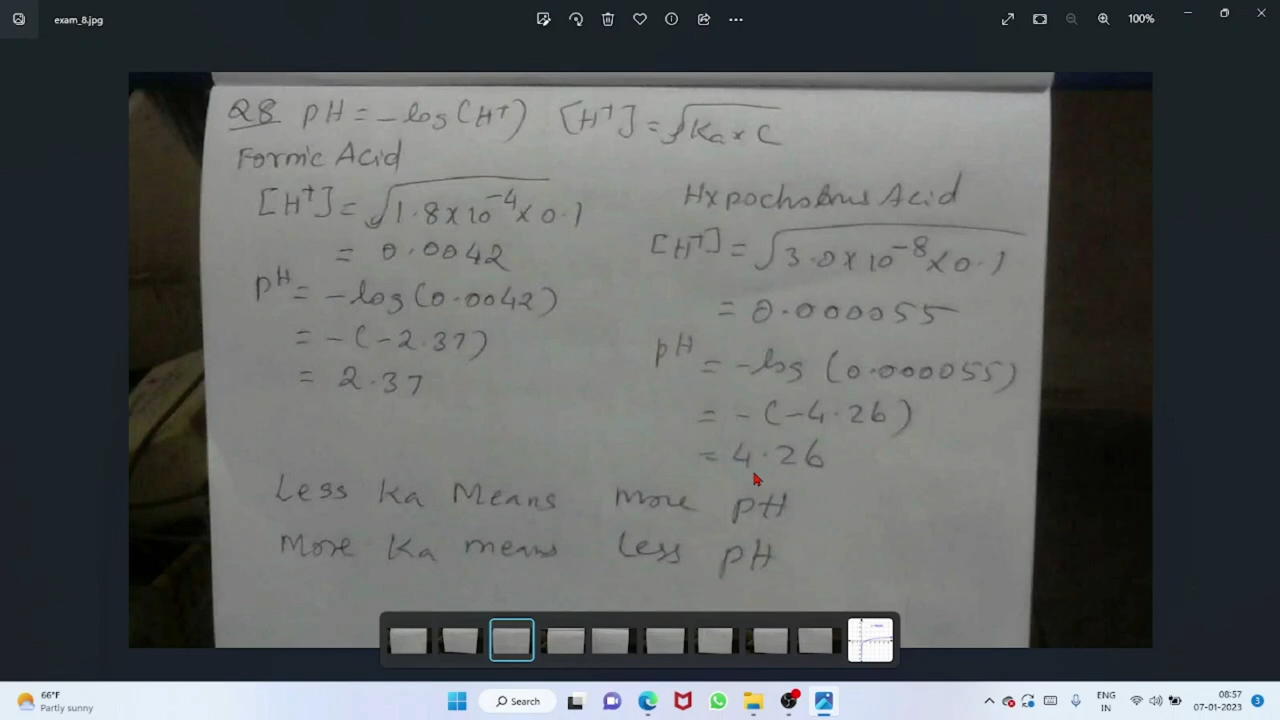 exam_8.jpg
100%
Q8 pH = -log(H⁺) [H⁺] = √Ka × C
Formic Acid
[H⁺] = √1.8 × 10⁻⁴ × 0.1
= 0.0042
pH = -log(0.0042)
= -(-2.37)
= 2.37
Hxpochobrus Acid
[H⁺] = √3.0 × 10⁻⁸ × 0.1
= 0.000055
pH = -log (0.000055)
= -(-4.26)
= 4.26
Less Ka Means more pH
More Ka means less pH
66°F
Partly sunny
Search
ENG
IN
08:57
07-01-2023
3